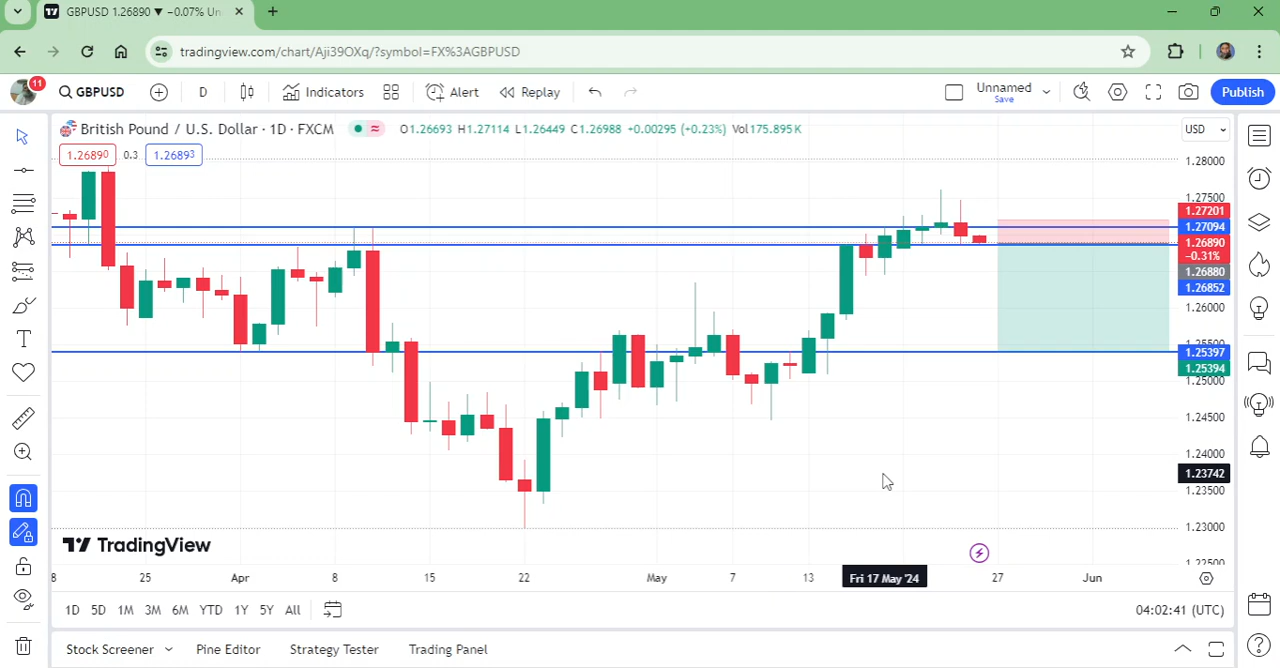 GBPUSD 1.26890 ▼ −0.07% Un
tradingview.com/chart/Aji39OXq/?symbol=FX%3AGBPUSD
11
GBPUSD
D
Indicators
Alert
Replay
Unnamed
Save
Publish
British Pound / U.S. Dollar · 1D · FXCM
O1.26693 H1.27114 L1.26449 C1.26988 +0.00295 (+0.23%) Vol175.895K
USD
1.26890
0.3
1.26893
1.28000
1.27500
1.27201
1.27094
1.26890
−0.31%
1.26880
1.26852
1.26000
1.25500
1.25397
1.25394
1.25000
1.24500
1.24000
1.23742
1.23500
1.23000
1.22500
TradingView
8
25
Apr
8
15
22
May
7
13
Fri 17 May '24
27
Jun
1D
5D
1M
3M
6M
YTD
1Y
5Y
All
04:02:41 (UTC)
Stock Screener
Pine Editor
Strategy Tester
Trading Panel